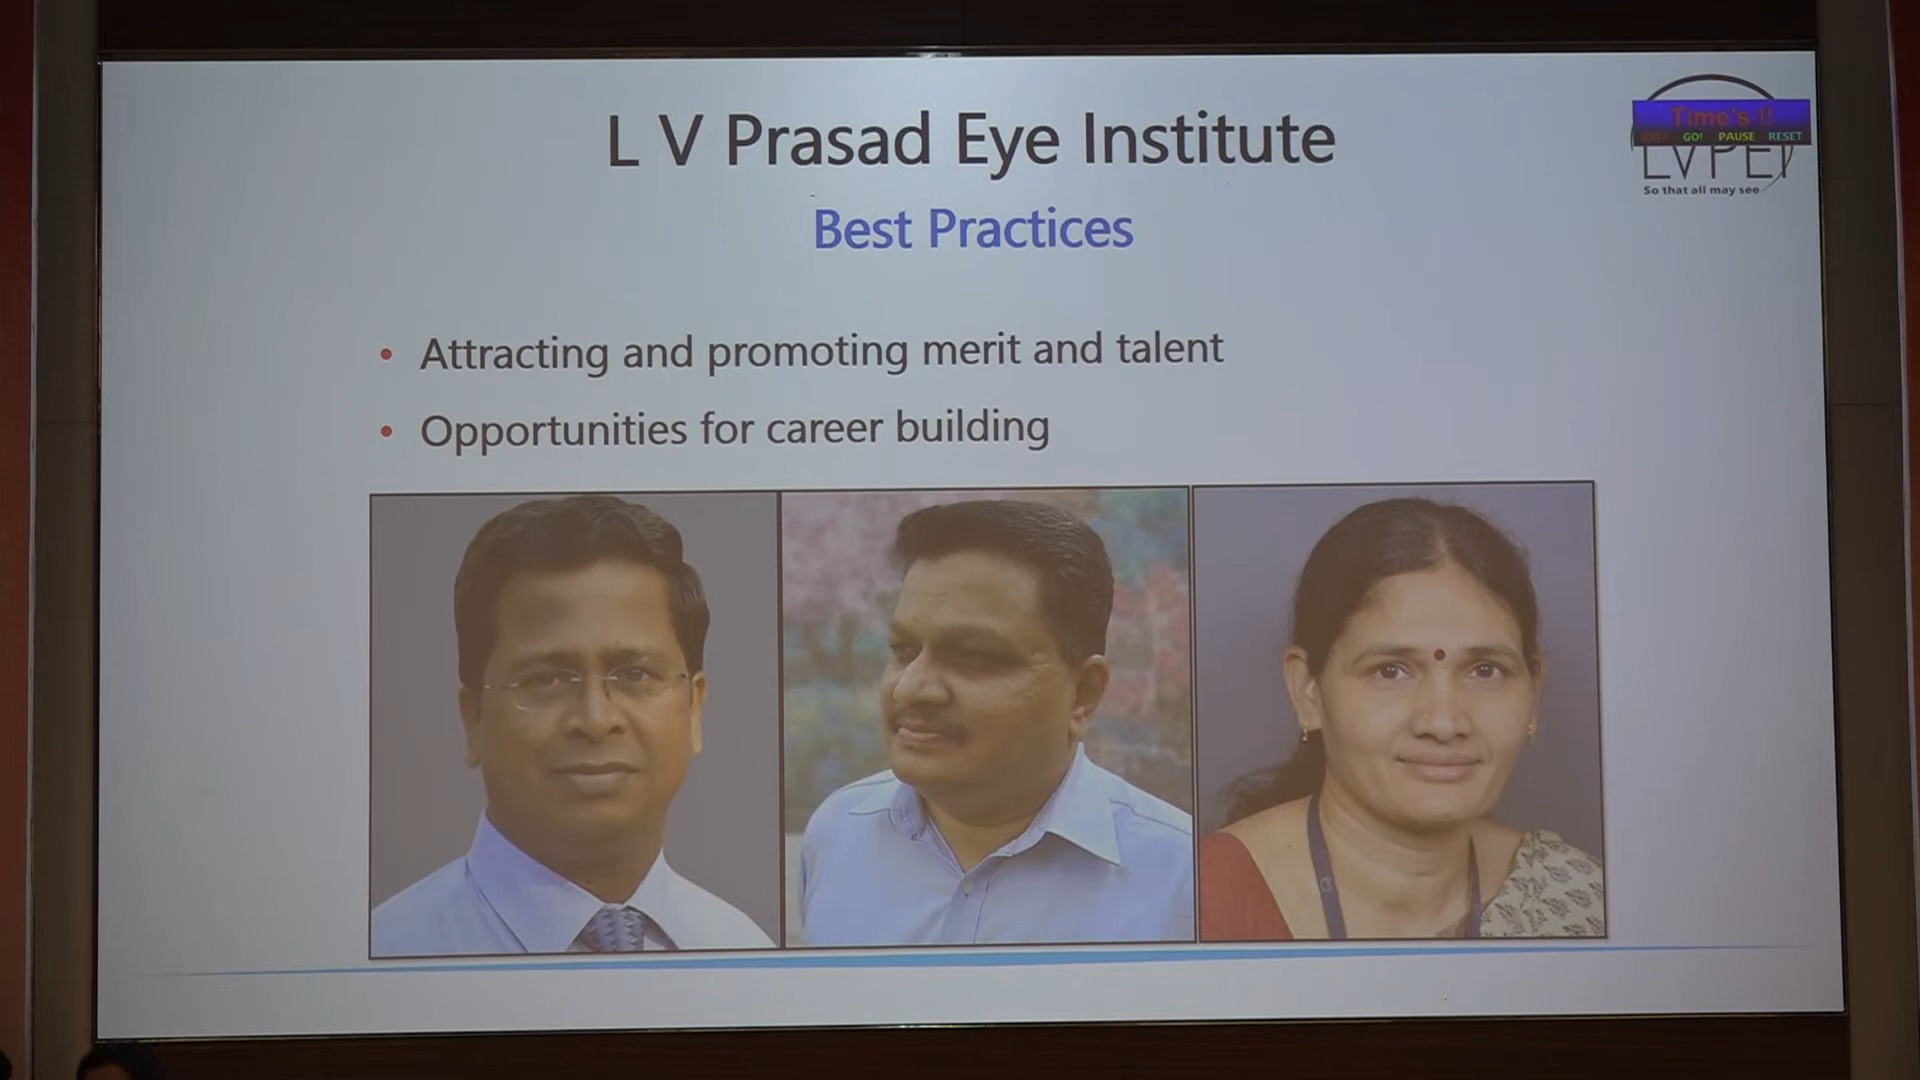 L V Prasad Eye Institute
Best Practices
Time's !!
GO! PAUSE RESET
LVPEI
So that all may see
• Attracting and promoting merit and talent
• Opportunities for career building